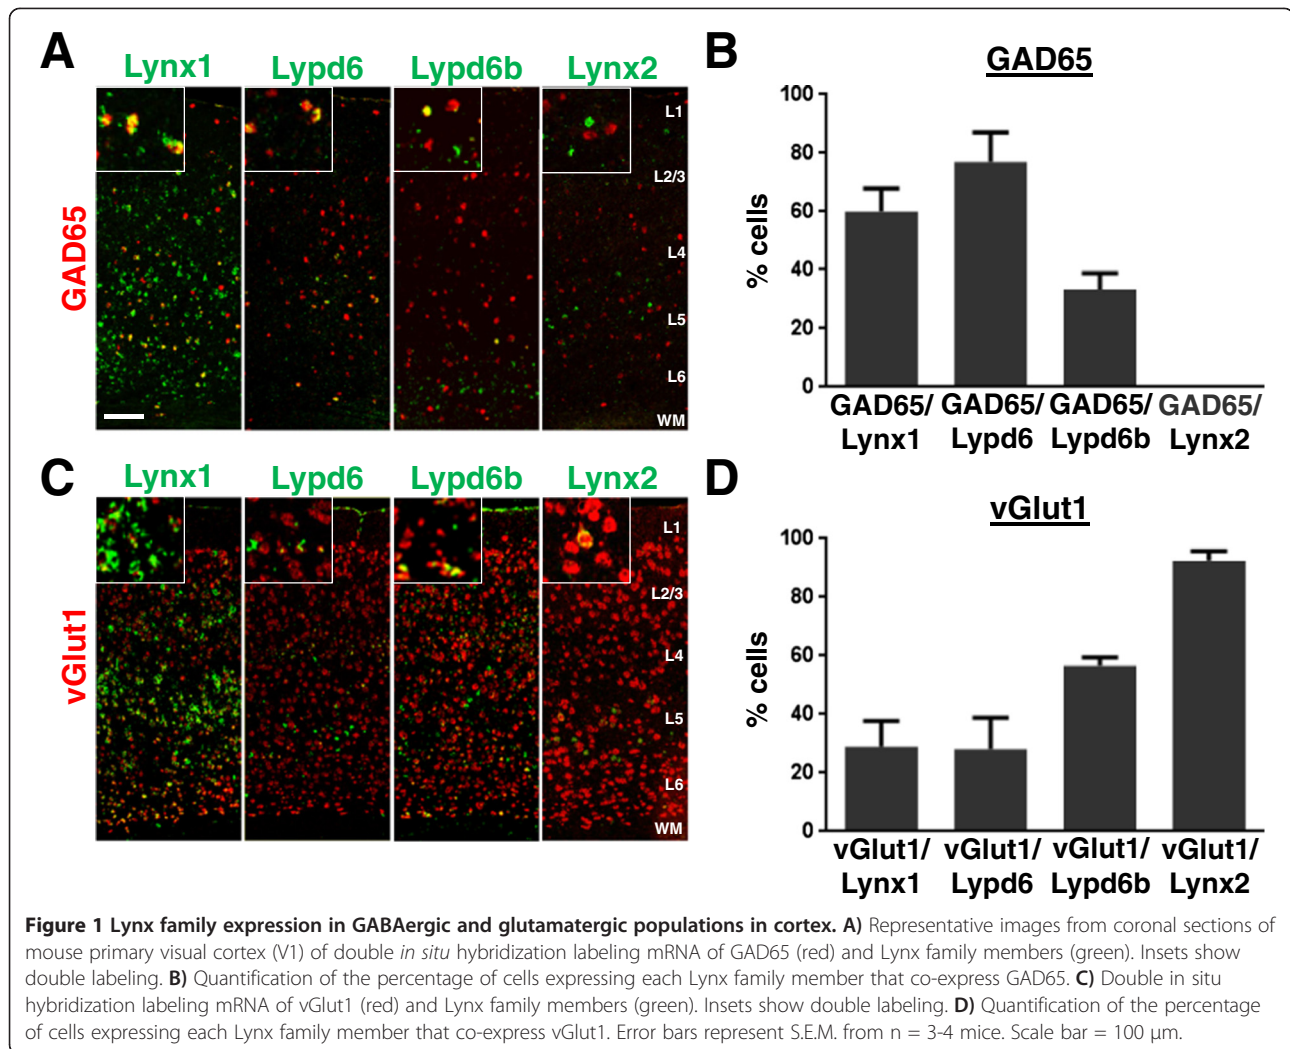 A
Lynx1 Lypd6 Lypd6b Lynx2
GAD65
L1
L2/3
L4
L5
L6
WM
B
GAD65
% cells
100
80
60
40
20
0
GAD65/ GAD65/ GAD65/ GAD65/
Lynx1 Lypd6 Lypd6b Lynx2
C
Lynx1 Lypd6 Lypd6b Lynx2
vGlut1
L1
L2/3
L4
L5
L6
WM
D
vGlut1
% cells
100
80
60
40
20
0
vGlut1/ vGlut1/ vGlut1/ vGlut1/
Lynx1 Lypd6 Lypd6b Lynx2
Figure 1 Lynx family expression in GABAergic and glutamatergic populations in cortex. A) Representative images from coronal sections of
mouse primary visual cortex (V1) of double in situ hybridization labeling mRNA of GAD65 (red) and Lynx family members (green). Insets show
double labeling. B) Quantification of the percentage of cells expressing each Lynx family member that co-express GAD65. C) Double in situ
hybridization labeling mRNA of vGlut1 (red) and Lynx family members (green). Insets show double labeling. D) Quantification of the percentage
of cells expressing each Lynx family member that co-express vGlut1. Error bars represent S.E.M. from n = 3-4 mice. Scale bar = 100 μm.